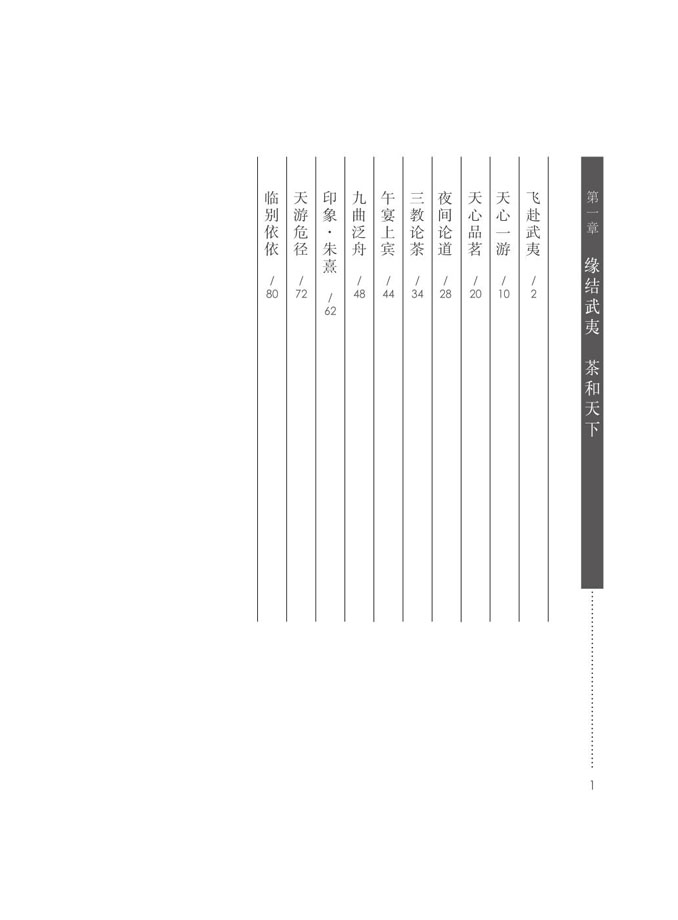 第一章 缘结武夷 茶和天下 1
飞赴武夷 / 2
天心一游 / 10
天心品茗 / 20
夜间论道 / 28
三教论茶 / 34
午宴上宾 / 44
九曲泛舟 / 48
印象·朱熹 / 62
天游危径 / 72
临别依依 / 80